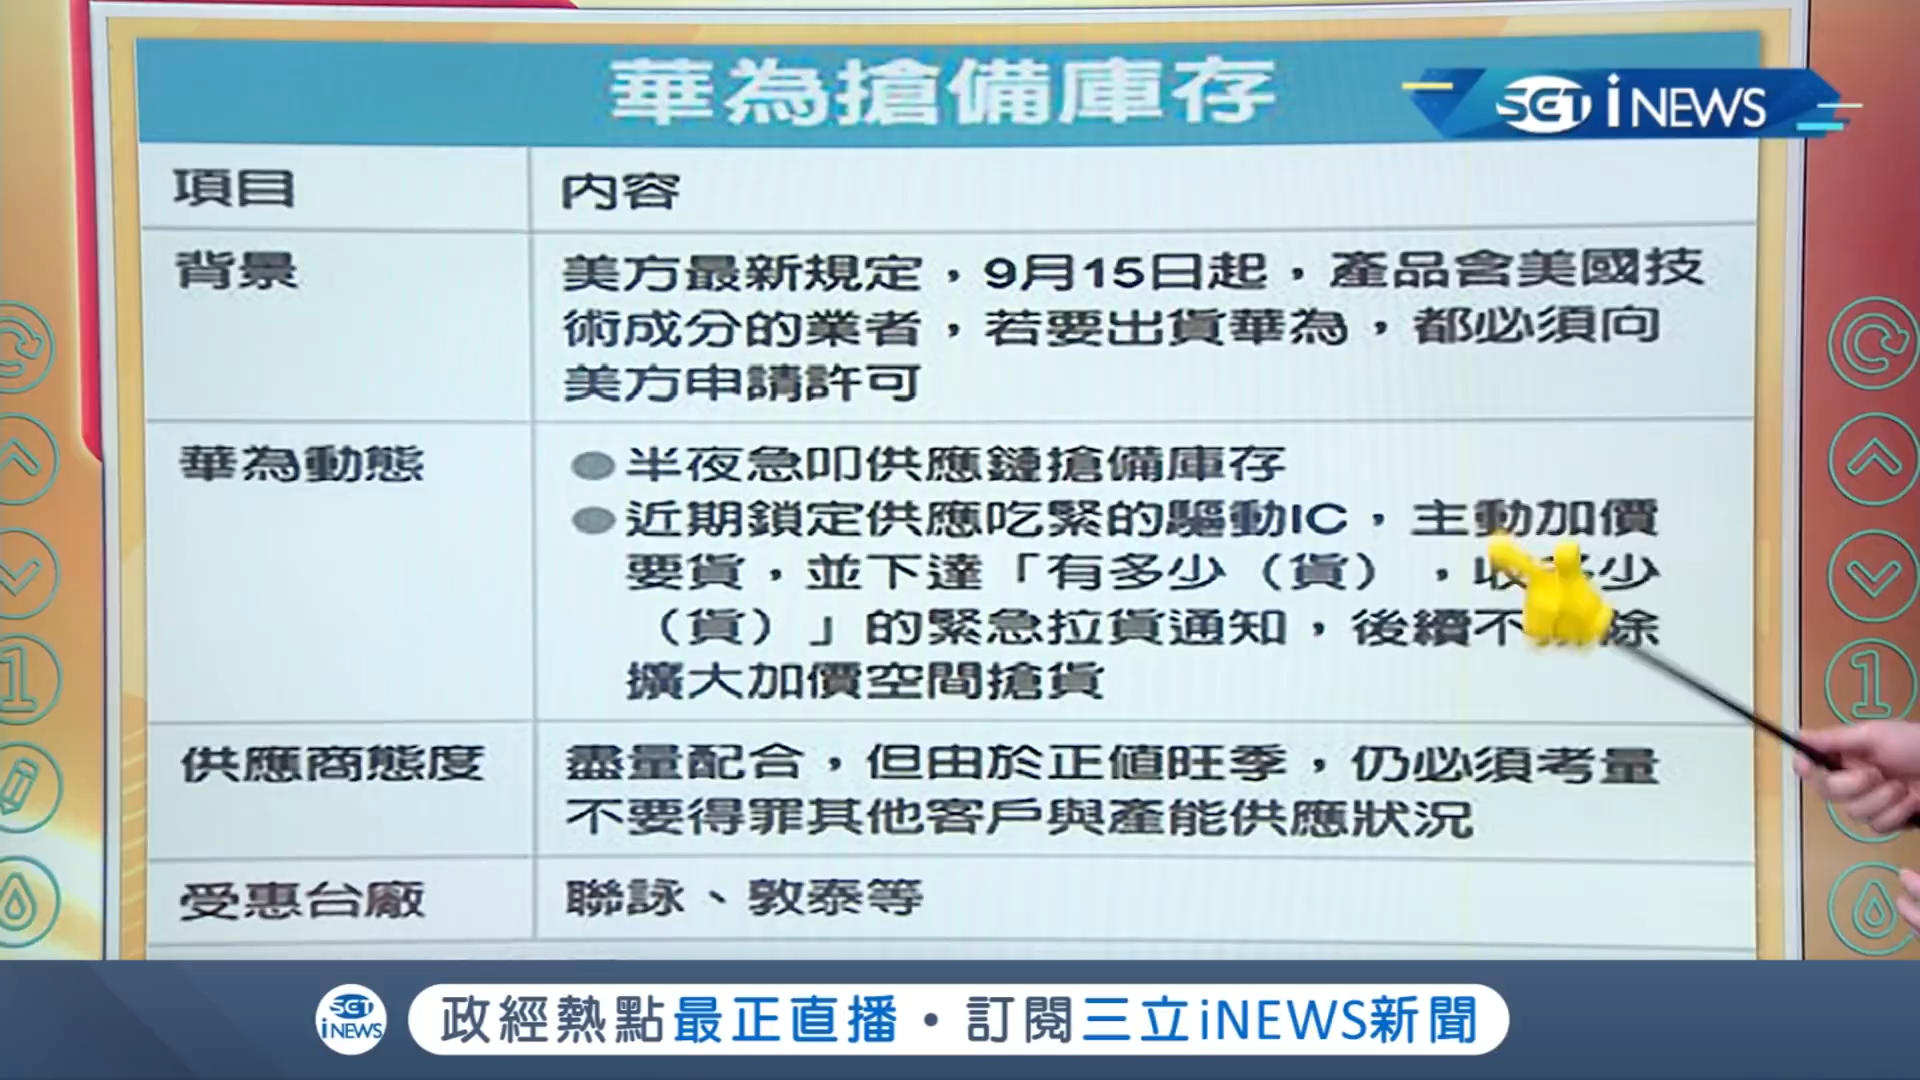 華為搶備庫存
SET iNEWS
項目
內容
背景
美方最新規定，9月15日起，產品含美國技
術成分的業者，若要出貨華為，都必須向
美方申請許可
華為動態
●半夜急叩供應鏈搶備庫存
●近期鎖定供應吃緊的驅動IC，主動加價
要貨，並下達「有多少（貨），收多少
（貨）」的緊急拉貨通知，後續不 除
擴大加價空間搶貨
供應商態度
盡量配合，但由於正值旺季，仍必須考量
不要得罪其他客戶與產能供應狀況
受惠台廠
聯詠、敦泰等
1
1
SET
iNEWS
政經熱點最正直播・訂閱三立iNEWS新聞